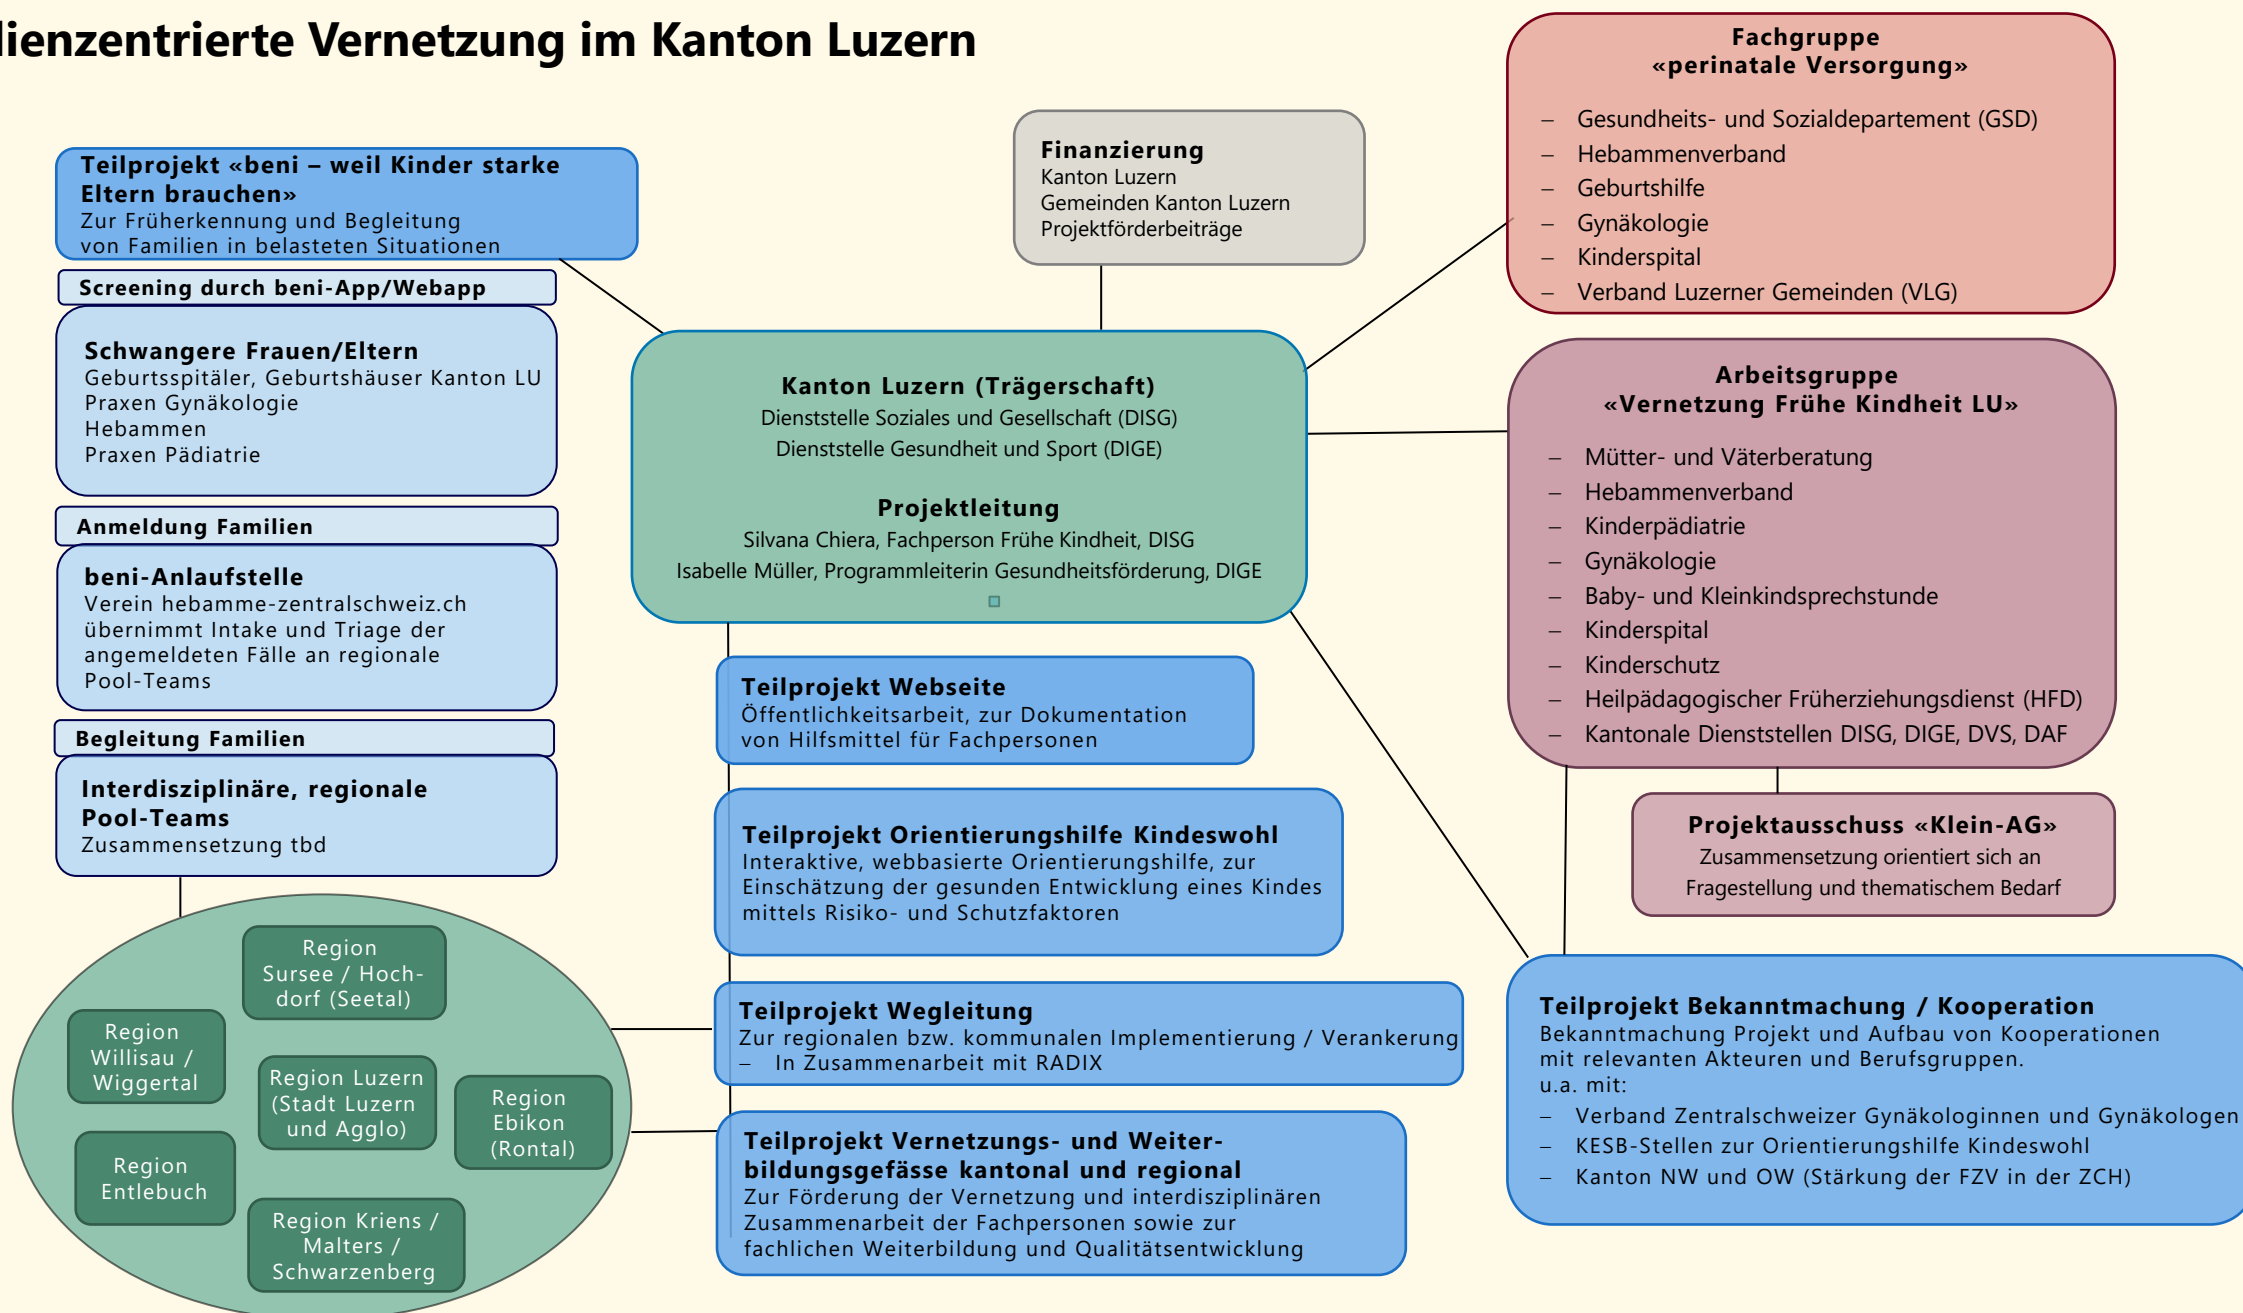 lienzentrierte Vernetzung im Kanton Luzern
Teilprojekt «beni – weil Kinder starke
Eltern brauchen»
Zur Früherkennung und Begleitung
von Familien in belasteten Situationen
Screening durch beni-App/Webapp
Schwangere Frauen/Eltern
Geburtsspitäler, Geburtshäuser Kanton LU
Praxen Gynäkologie
Hebammen
Praxen Pädiatrie
Anmeldung Familien
beni-Anlaufstelle
Verein hebamme-zentralschweiz.ch
übernimmt Intake und Triage der
angemeldeten Fälle an regionale
Pool-Teams
Begleitung Familien
Interdisziplinäre, regionale
Pool-Teams
Zusammensetzung tbd
Region
Sursee / Hoch-
dorf (Seetal)
Region
Willisau /
Wiggertal
Region Luzern
(Stadt Luzern
und Agglo)
Region
Ebikon
(Rontal)
Region
Entlebuch
Region Kriens /
Malters /
Schwarzenberg
Finanzierung
Kanton Luzern
Gemeinden Kanton Luzern
Projektförderbeiträge
Kanton Luzern (Trägerschaft)
Dienststelle Soziales und Gesellschaft (DISG)
Dienststelle Gesundheit und Sport (DIGE)
Projektleitung
Silvana Chiera, Fachperson Frühe Kindheit, DISG
Isabelle Müller, Programmleiterin Gesundheitsförderung, DIGE
Teilprojekt Webseite
Öffentlichkeitsarbeit, zur Dokumentation
von Hilfsmittel für Fachpersonen
Teilprojekt Orientierungshilfe Kindeswohl
Interaktive, webbasierte Orientierungshilfe, zur
Einschätzung der gesunden Entwicklung eines Kindes
mittels Risiko- und Schutzfaktoren
Teilprojekt Wegleitung
Zur regionalen bzw. kommunalen Implementierung / Verankerung
– In Zusammenarbeit mit RADIX
Teilprojekt Vernetzungs- und Weiter-
bildungsgefässe kantonal und regional
Zur Förderung der Vernetzung und interdisziplinären
Zusammenarbeit der Fachpersonen sowie zur
fachlichen Weiterbildung und Qualitätsentwicklung
Fachgruppe
«perinatale Versorgung»
– Gesundheits- und Sozialdepartement (GSD)
– Hebammenverband
– Geburtshilfe
– Gynäkologie
– Kinderspital
– Verband Luzerner Gemeinden (VLG)
Arbeitsgruppe
«Vernetzung Frühe Kindheit LU»
– Mütter- und Väterberatung
– Hebammenverband
– Kinderpädiatrie
– Gynäkologie
– Baby- und Kleinkindsprechstunde
– Kinderspital
– Kinderschutz
– Heilpädagogischer Früherziehungsdienst (HFD)
– Kantonale Dienststellen DISG, DIGE, DVS, DAF
Projektausschuss «Klein-AG»
Zusammensetzung orientiert sich an
Fragestellung und thematischem Bedarf
Teilprojekt Bekanntmachung / Kooperation
Bekanntmachung Projekt und Aufbau von Kooperationen
mit relevanten Akteuren und Berufsgruppen.
u.a. mit:
– Verband Zentralschweizer Gynäkologinnen und Gynäkologen
– KESB-Stellen zur Orientierungshilfe Kindeswohl
– Kanton NW und OW (Stärkung der FZV in der ZCH)